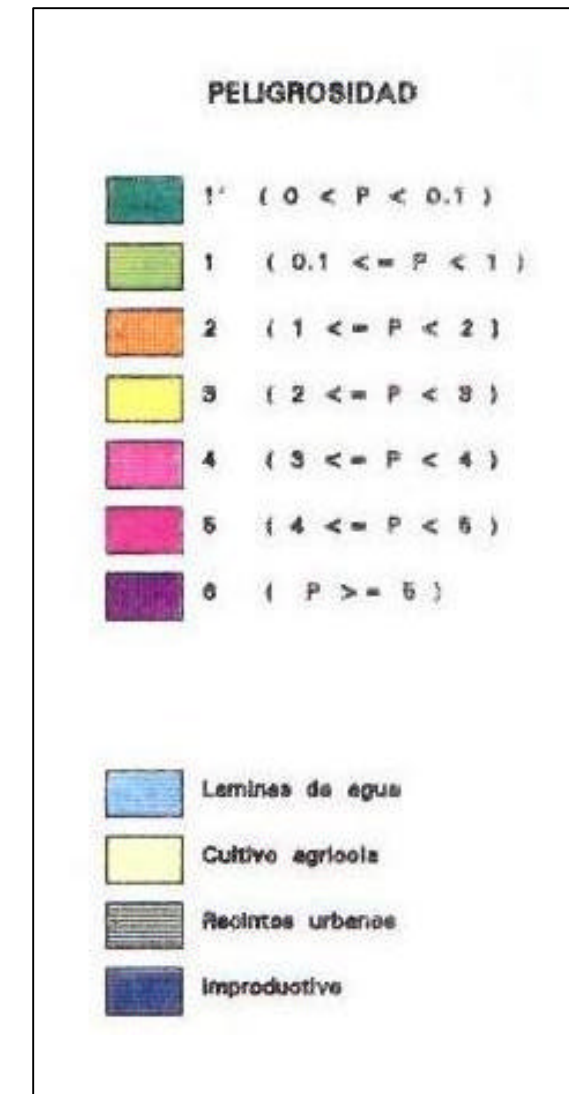 PELIGROSIDAD
1' ( 0 < P < 0.1 )
1 ( 0.1 <= P < 1 )
2 ( 1 <= P < 2 )
3 ( 2 <= P < 3 )
4 ( 3 <= P < 4 )
5 ( 4 <= P < 5 )
6 ( P >= 5 )
Laminas de agua
Cultivo agricola
Recintos urbanos
Improductivo